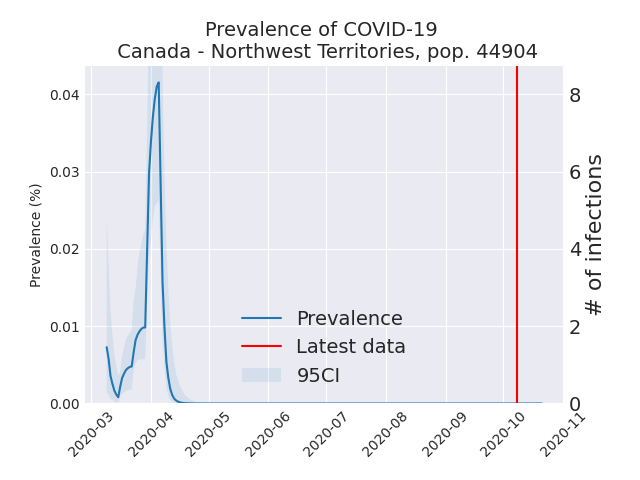 Prevalence of COVID-19
Canada - Northwest Territories, pop. 44904
0.04
0.03
0.02
0.01
0.00
Prevalence (%)
8
6
4
2
0
# of infections
Prevalence
Latest data
95CI
2020-03
2020-04
2020-05
2020-06
2020-07
2020-08
2020-09
2020-10
2020-11